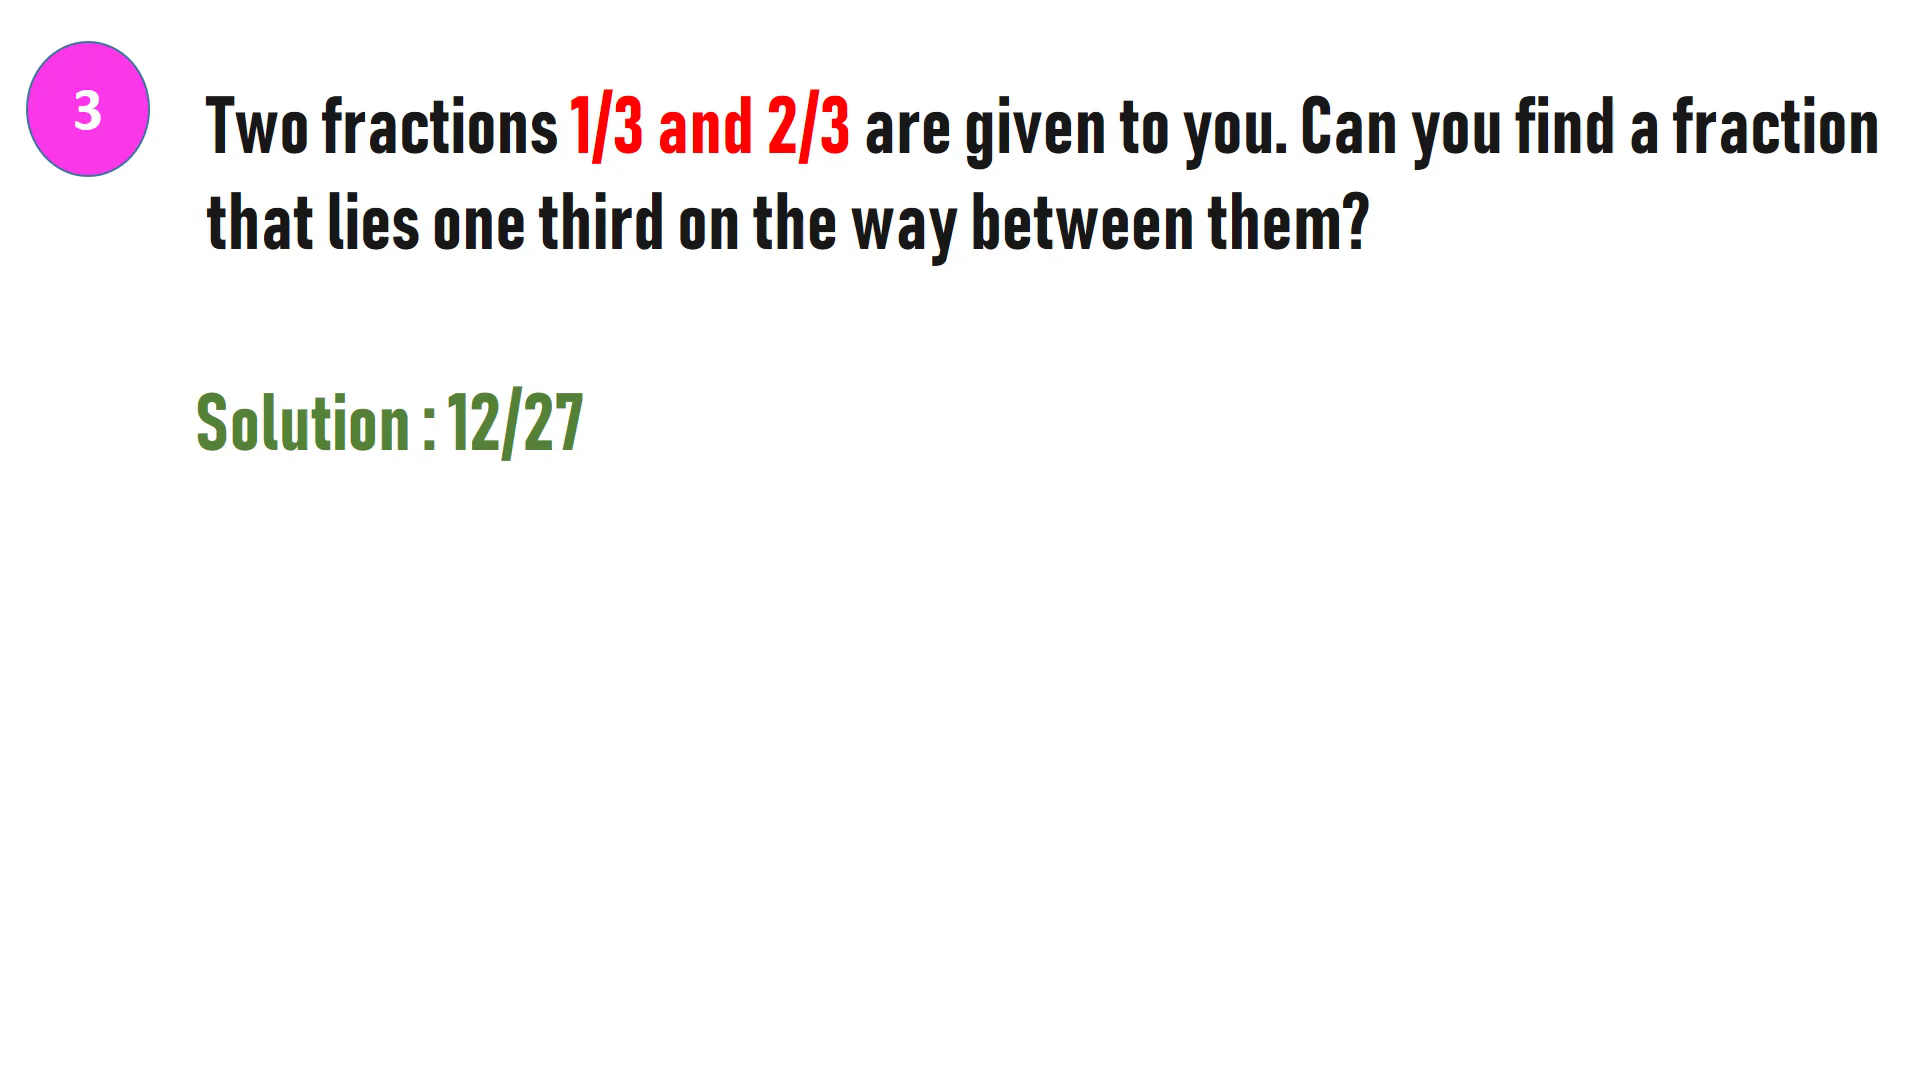 3
Two fractions 1/3 and 2/3 are given to you. Can you find a fraction
that lies one third on the way between them?
Solution : 12/27